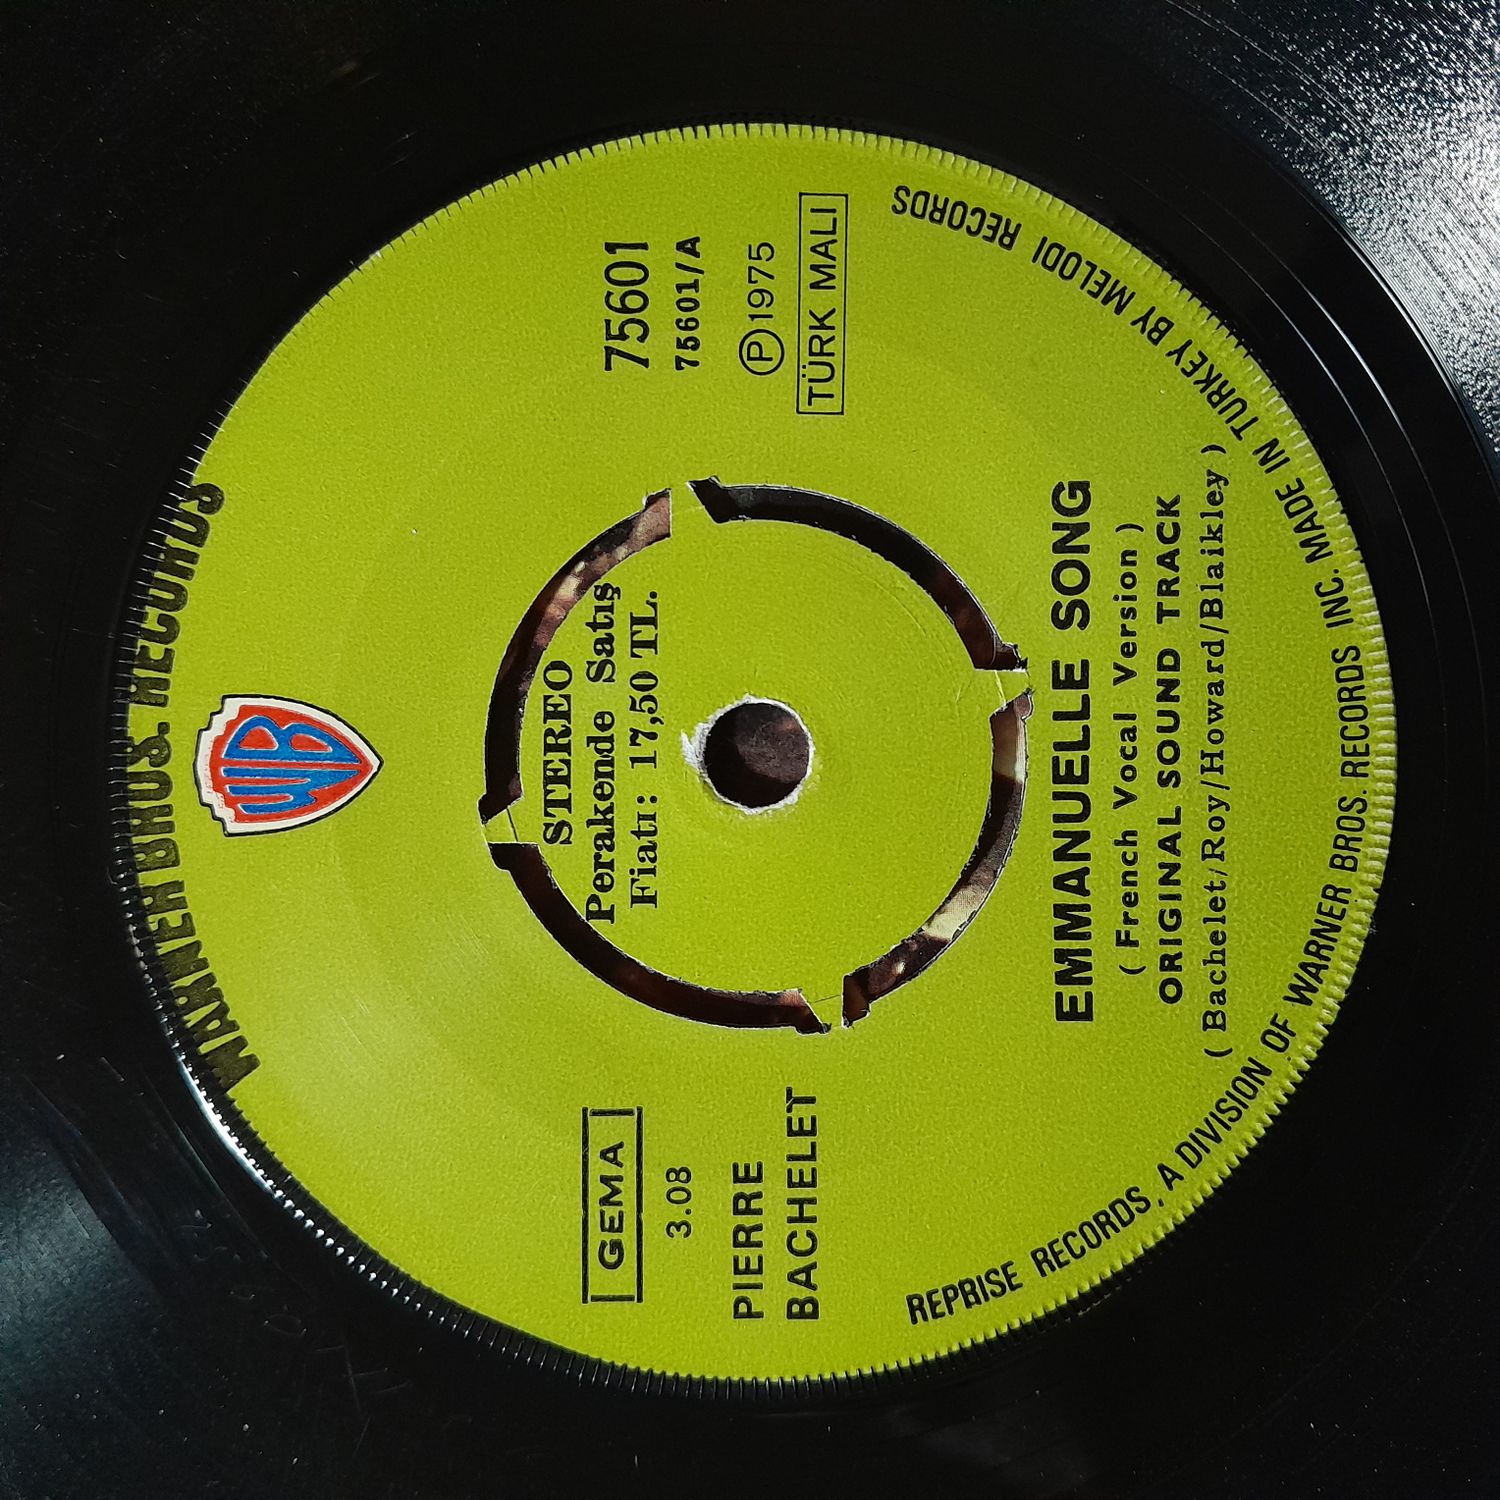 WARNER BROS. RECORDS
WB
STEREO
Perakende Satış
Fiatı: 17,50 TL.
GEMA
3.08
PIERRE
BACHELET
75601
75601/A
Ⓟ1975
TÜRK MALI
EMMANUELLE SONG
( French Vocal Version )
ORIGINAL SOUND TRACK
( Bachelet/Roy/Howard/Blaikley )
REPRISE RECORDS, A DIVISION OF WARNER BROS. RECORDS INC. MADE IN TURKEY BY MELODI RECORDS